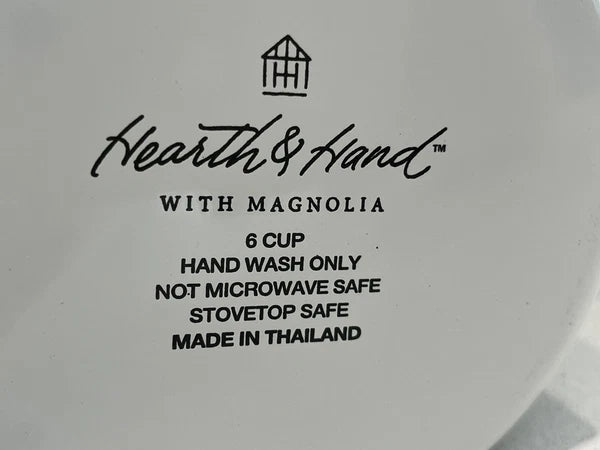 Hearth & Hand™
WITH MAGNOLIA
6 CUP
HAND WASH ONLY
NOT MICROWAVE SAFE
STOVETOP SAFE
MADE IN THAILAND